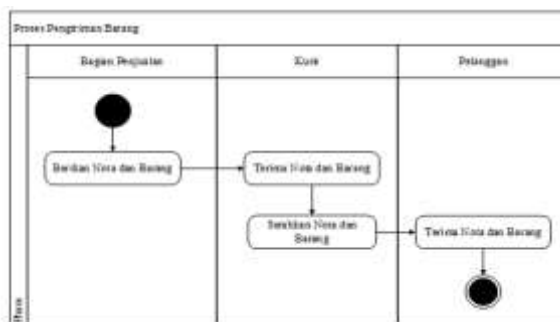 Proses Pengiriman Barang
Bagian Penjualan
Kurir
Pelanggan
Berikan Nota dan Barang
Terima Nota dan Barang
Serahkan Nota dan
Barang
Terima Nota dan Barang